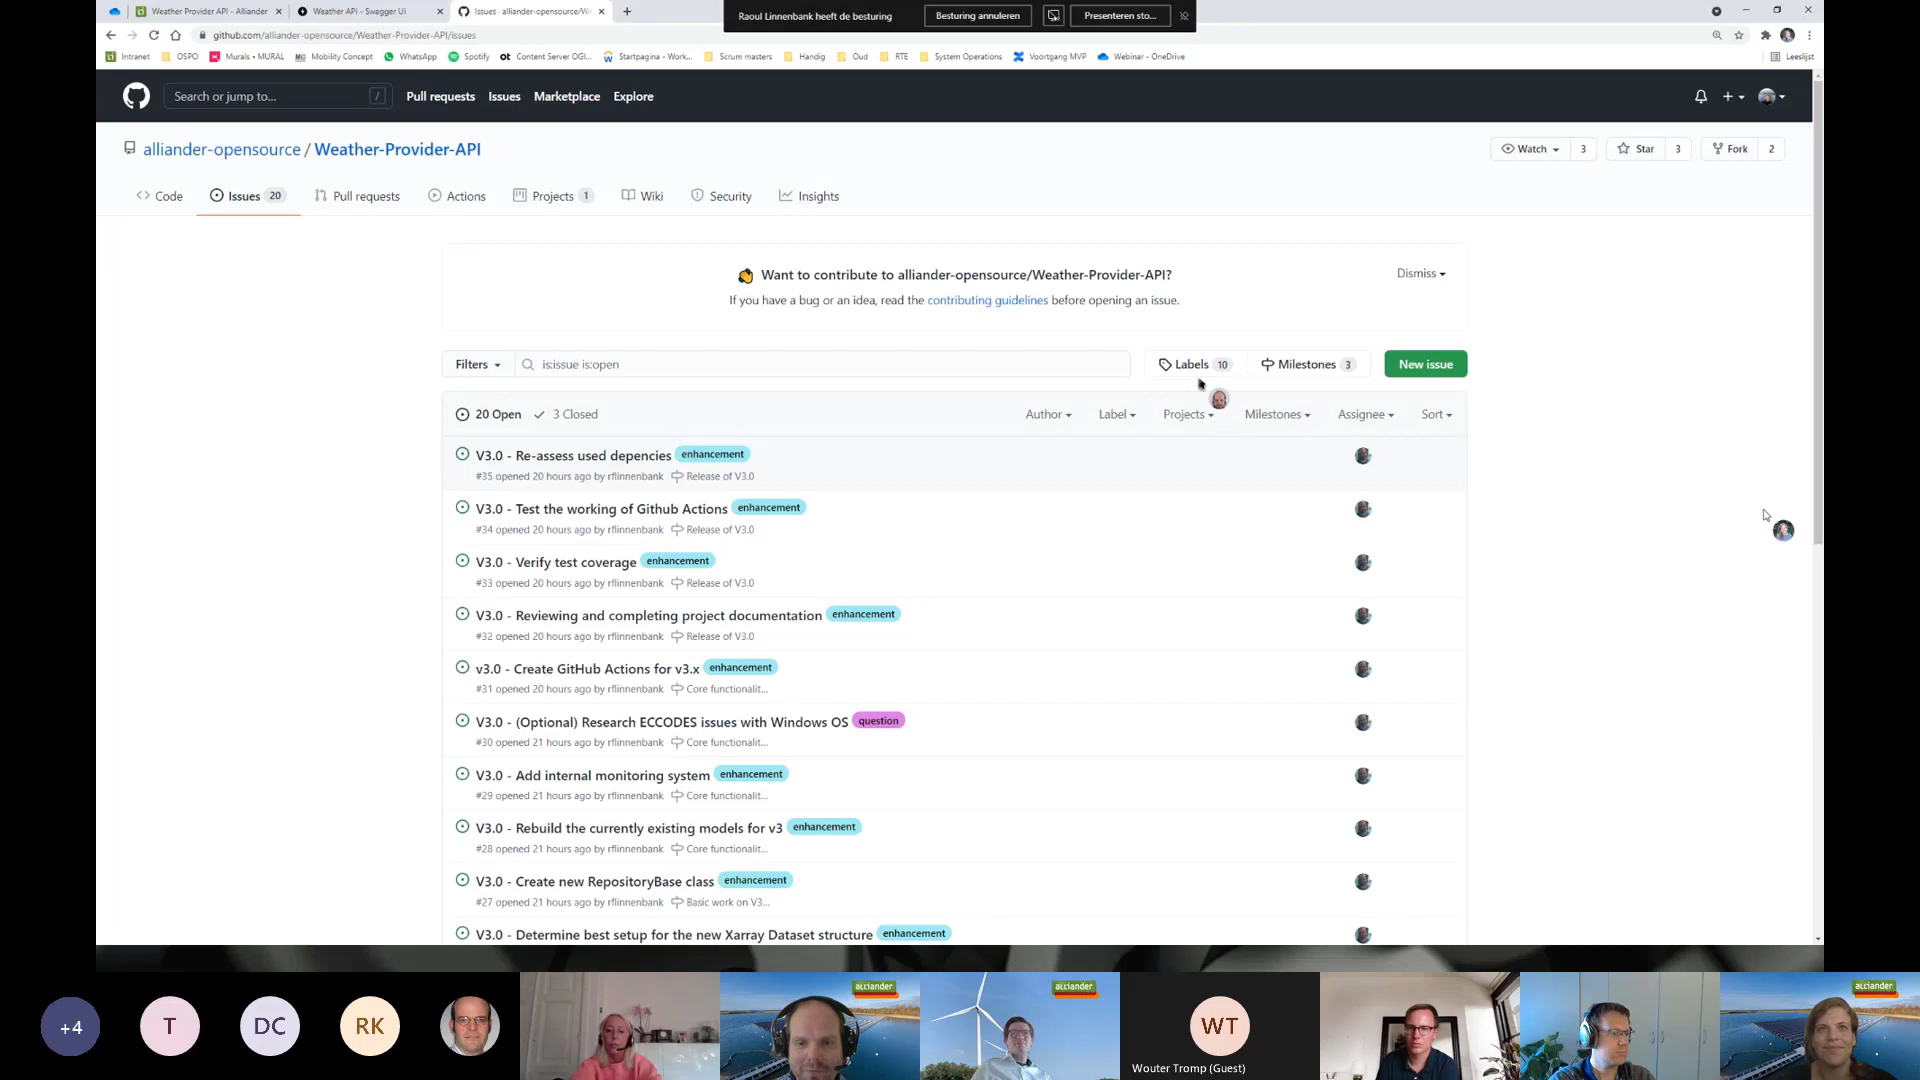 Weather Provider API - Alliander
Weather API - Swagger UI
Issues · alliander-opensource/We
Raoul Linnenbank heeft de besturing
Besturing annuleren
Presenteren sto...
github.com/alliander-opensource/Weather-Provider-API/issues
Intranet
OSPO
Murals • MURAL
Mobility Concept
WhatsApp
Spotify
ot
Content Server OGI...
Startpagina - Work...
Scrum masters
Handig
Oud
RTE
System Operations
Voortgang MVP
Webinar - OneDrive
Leeslijst
Search or jump to...
/
Pull requests
Issues
Marketplace
Explore
alliander-opensource / Weather-Provider-API
Watch 3
Star 3
Fork 2
Code
Issues 20
Pull requests
Actions
Projects 1
Wiki
Security
Insights
Want to contribute to alliander-opensource/Weather-Provider-API?
Dismiss
If you have a bug or an idea, read the contributing guidelines before opening an issue.
Filters
is:issue is:open
Labels 10
Milestones 3
New issue
20 Open
3 Closed
Author
Label
Projects
Milestones
Assignee
Sort
V3.0 - Re-assess used depencies enhancement
#35 opened 20 hours ago by rflinnenbank Release of V3.0
V3.0 - Test the working of Github Actions enhancement
#34 opened 20 hours ago by rflinnenbank Release of V3.0
V3.0 - Verify test coverage enhancement
#33 opened 20 hours ago by rflinnenbank Release of V3.0
V3.0 - Reviewing and completing project documentation enhancement
#32 opened 20 hours ago by rflinnenbank Release of V3.0
v3.0 - Create GitHub Actions for v3.x enhancement
#31 opened 20 hours ago by rflinnenbank Core functionalit...
V3.0 - (Optional) Research ECCODES issues with Windows OS question
#30 opened 21 hours ago by rflinnenbank Core functionalit...
V3.0 - Add internal monitoring system enhancement
#29 opened 21 hours ago by rflinnenbank Core functionalit...
V3.0 - Rebuild the currently existing models for v3 enhancement
#28 opened 21 hours ago by rflinnenbank Core functionalit...
V3.0 - Create new RepositoryBase class enhancement
#27 opened 21 hours ago by rflinnenbank Basic work on V3...
V3.0 - Determine best setup for the new Xarray Dataset structure enhancement
+4
T
DC
RK
alliander
alliander
WT
Wouter Tromp (Guest)
alliander